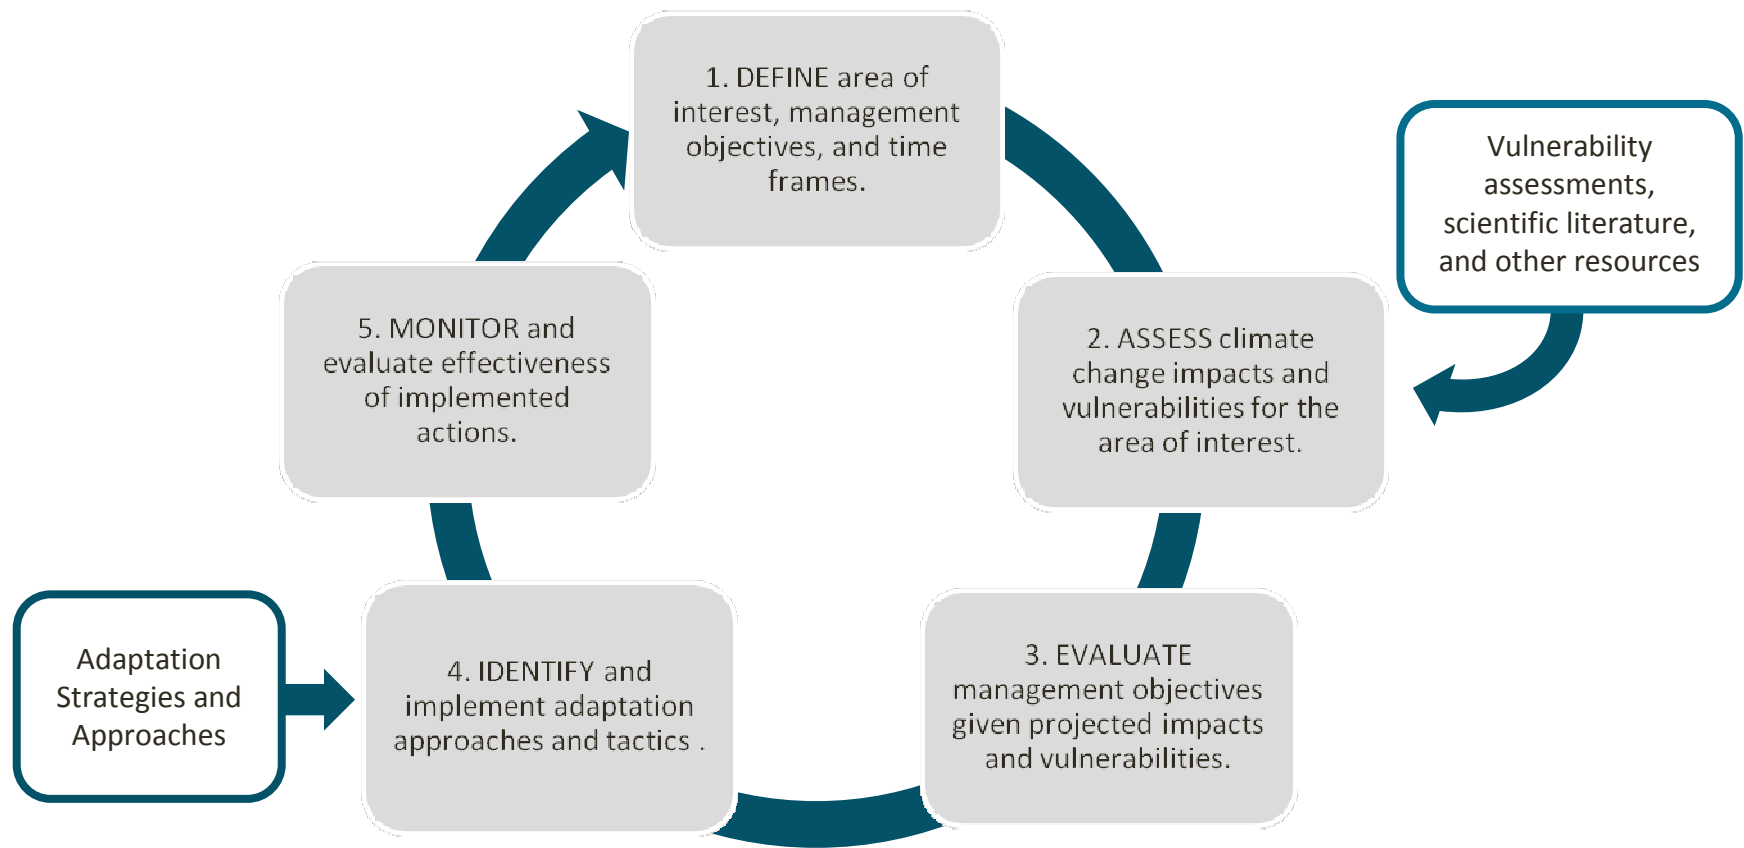 1. DEFINE area of
interest, management
objectives, and time
frames.
Vulnerability
assessments,
scientific literature,
and other resources
2. ASSESS climate
change impacts and
vulnerabilities for the
area of interest.
3. EVALUATE
management objectives
given projected impacts
and vulnerabilities.
4. IDENTIFY and
implement adaptation
approaches and tactics .
Adaptation
Strategies and
Approaches
5. MONITOR and
evaluate effectiveness
of implemented
actions.